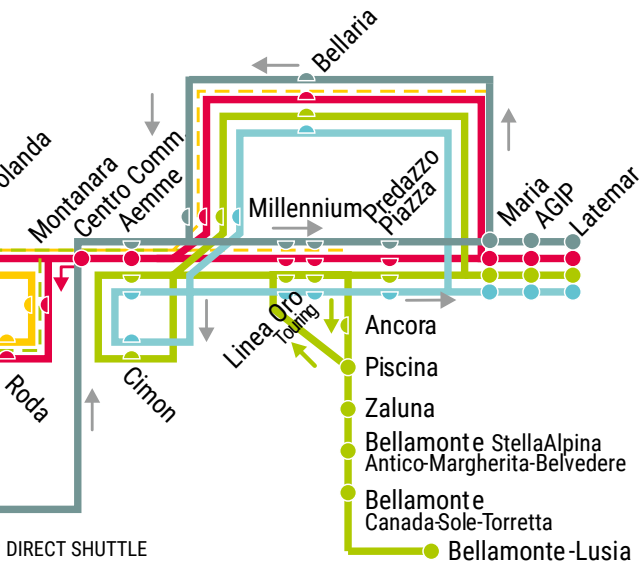 Bellaria
olanda
Montanara
Centro Comm.
Aemme
Millennium
Predazzo
Piazza
Maria
AGIP
Latemar
Linea Oro
Touring
Ancora
Piscina
Roda
Cimon
Zaluna
Bellamonte StellaAlpina
Antico-Margherita-Belvedere
Bellamonte
Canada-Sole-Torretta
DIRECT SHUTTLE
Bellamonte-Lusia